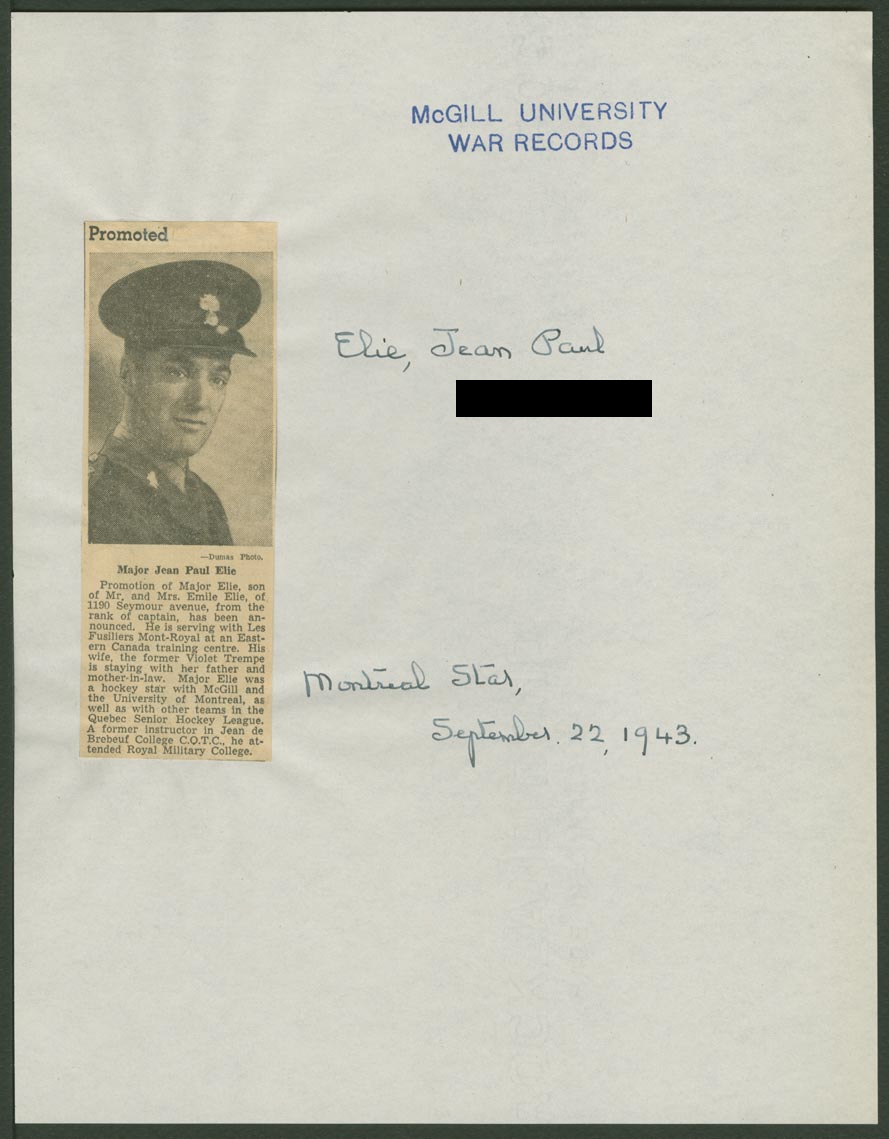 McGILL UNIVERSITY
WAR RECORDS
Promoted
—Dumas Photo.
Major Jean Paul Elie
Promotion of Major Elie, son
of Mr. and Mrs. Emile Elie, of
1190 Seymour avenue, from the
rank of captain, has been an-
nounced. He is serving with Les
Fusiliers Mont-Royal at an East-
ern Canada training centre. His
wife, the former Violet Trempe
is staying with her father and
mother-in-law. Major Elie was
a hockey star with McGill and
the University of Montreal, as
well as with other teams in the
Quebec Senior Hockey League.
A former instructor in Jean de
Brebeuf College C.O.T.C., he at-
tended Royal Military College.
Elie, Jean Paul
Montreal Star,
September. 22, 1943.